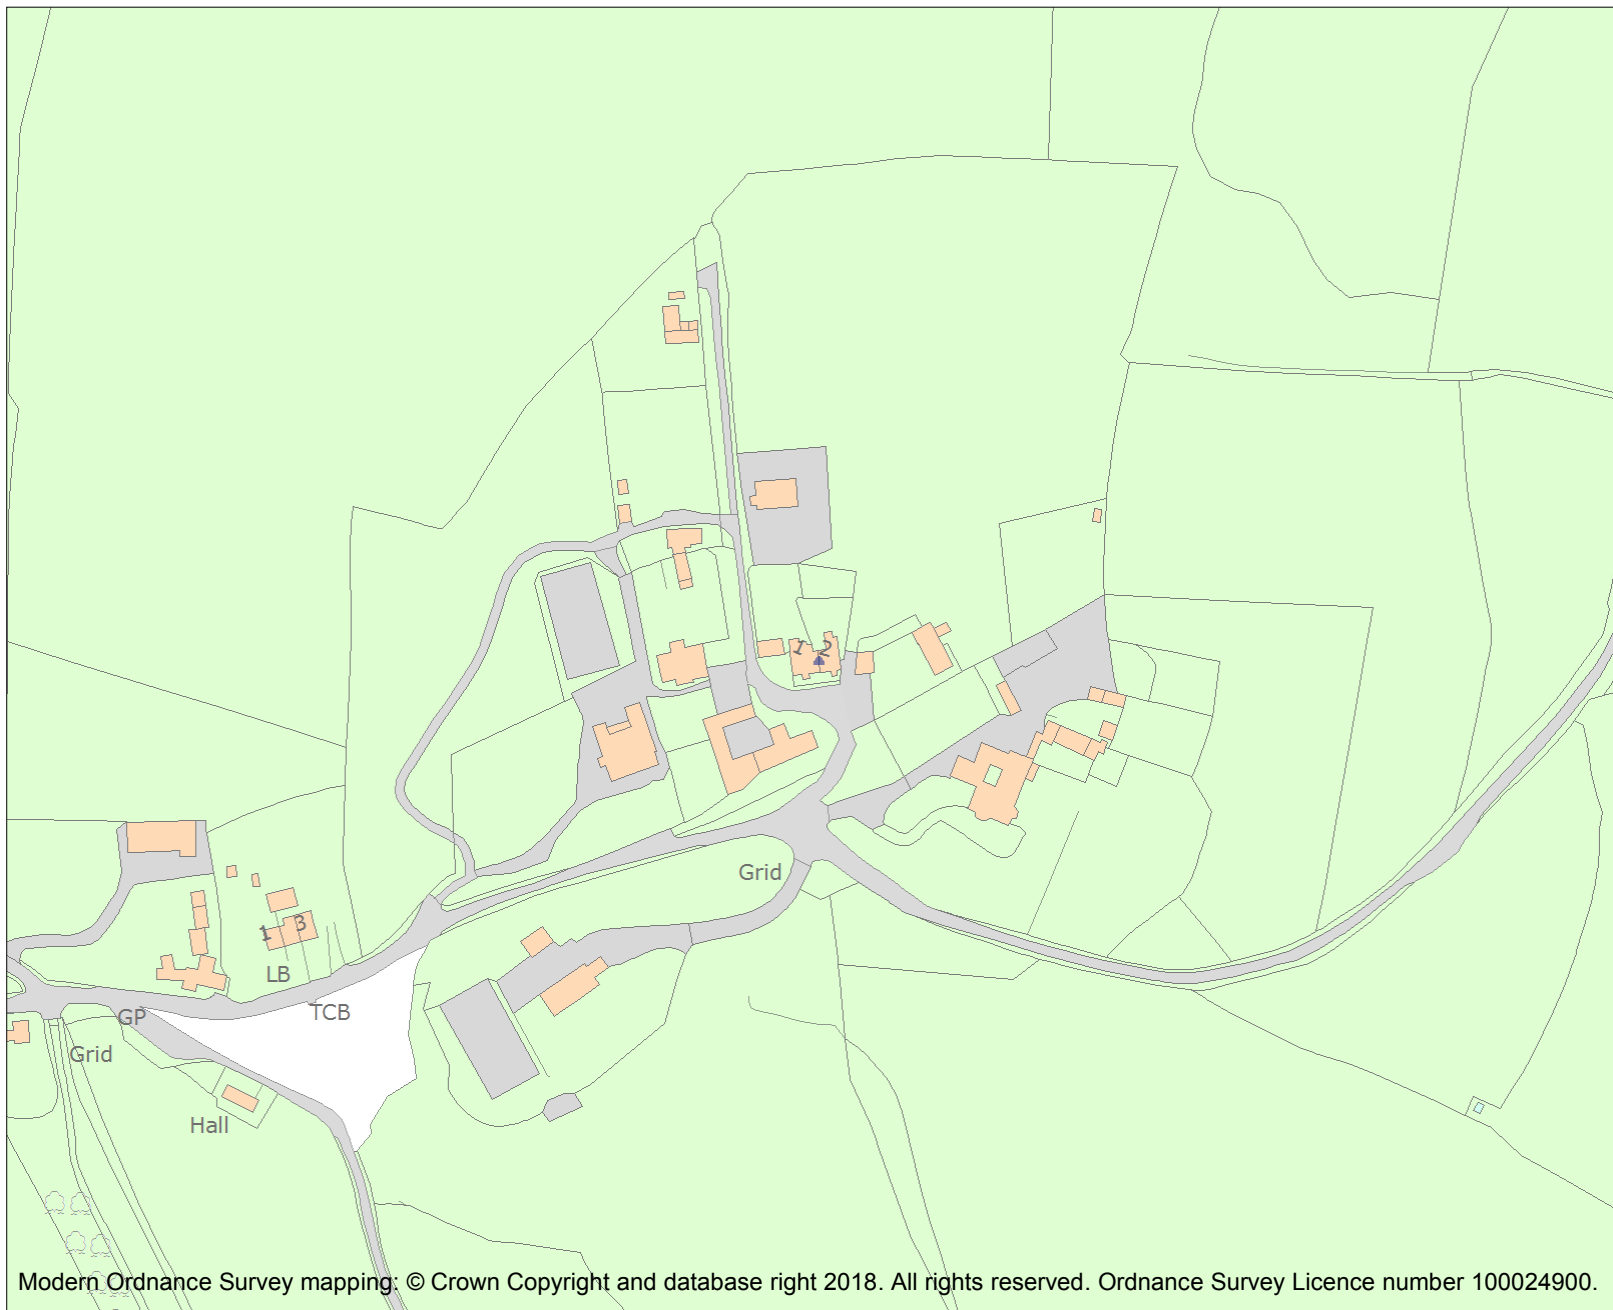 1 2
Grid
1 3
LB
TCB
GP
Grid
Hall
Modern Ordnance Survey mapping: © Crown Copyright and database right 2018. All rights reserved. Ordnance Survey Licence number 100024900.